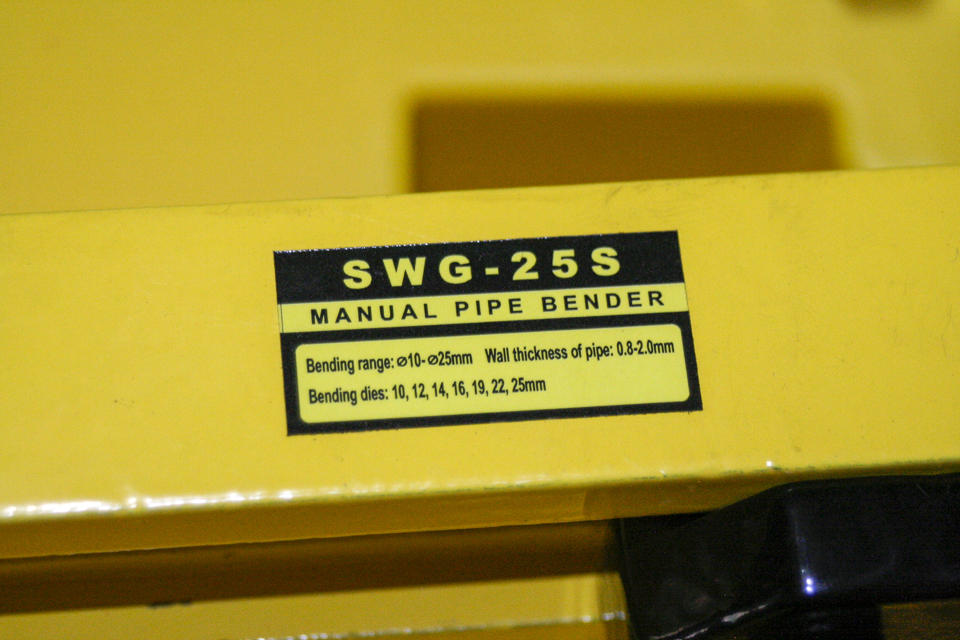 SWG-25S
MANUAL PIPE BENDER
Bending range: ⌀10-⌀25mm Wall thickness of pipe: 0.8-2.0mm
Bending dies: 10, 12, 14, 16, 19, 22, 25mm